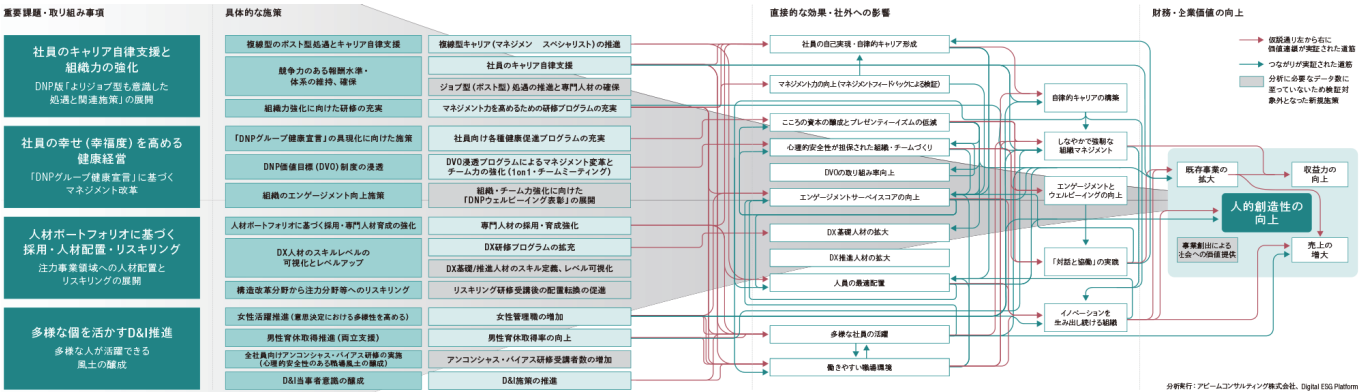 重要課題・取り組み事項
具体的な施策
直接的な効果・社外への影響
財務・企業価値の向上
社員のキャリア自律支援と
組織力の強化
DNP版「よりジョブ型も意識した
処遇と関連施策」の展開
社員の幸せ（幸福度）を高める
健康経営
「DNPグループ健康宣言」に基づく
マネジメント改革
人材ポートフォリオに基づく
採用・人材配置・リスキリング
注力事業領域への人材配置と
リスキリングの展開
多様な個を活かすD&I推進
多様な人が活躍できる
風土の醸成
複線型のポスト型処遇とキャリア自律支援
競争力のある報酬水準・
体系の維持、確保
組織力強化に向けた研修の充実
「DNPグループ健康宣言」の具現化に向けた施策
DNP価値目標（DVO）制度の浸透
組織のエンゲージメント向上施策
人材ポートフォリオに基づく採用・専門人材育成の強化
DX人材のスキルレベルの
可視化とレベルアップ
構造改革分野から注力分野等へのリスキリング
女性活躍推進（意思決定における多様性を高める）
男性育休取得推進（両立支援）
全社員向けアンコンシャス・バイアス研修の実施
（心理的安全性のある職場風土の醸成）
D&I当事者意識の醸成
複線型キャリア（マネジメン　スペシャリスト）の推進
社員のキャリア自律支援
ジョブ型（ポスト型）処遇の推進と専門人材の確保
マネジメント力を高めるための研修プログラムの充実
社員向け各種健康促進プログラムの充実
DVO浸透プログラムによるマネジメント変革と
チーム力の強化（1on1・チームミーティング）
組織・チーム力強化に向けた
「DNPウェルビーイング表彰」の展開
専門人材の採用・育成強化
DX研修プログラムの拡充
DX基礎/推進人材のスキル定義、レベル可視化
リスキリング研修受講後の配置転換の促進
女性管理職の増加
男性育休取得率の向上
アンコンシャス・バイアス研修受講者数の増加
D&I施策の推進
社員の自己実現・自律的キャリア形成
マネジメント力の向上（マネジメントフィードバックによる検証）
こころの資本の醸成とプレゼンティーイズムの低減
心理的安全性が担保された組織・チームづくり
DVOの取り組み率向上
エンゲージメントサーベイスコアの向上
DX基礎人材の拡大
DX推進人材の拡大
人員の最適配置
多様な社員の活躍
働きやすい職場環境
自律的キャリアの構築
しなやかで強靭な
組織マネジメント
エンゲージメントと
ウェルビーイングの向上
「対話と協働」の実践
イノベーションを
生み出し続ける組織
既存事業の
拡大
収益力の
向上
人的創造性の
向上
事業創出による
社会への価値提供
売上の
増大
仮説通り左から右に
価値連鎖が実証された道筋
つながりが実証された道筋
分析に必要なデータ数に
至っていないため検証対
象外となった新規施策
分析実行：アビームコンサルティング株式会社、Digital ESG Platform